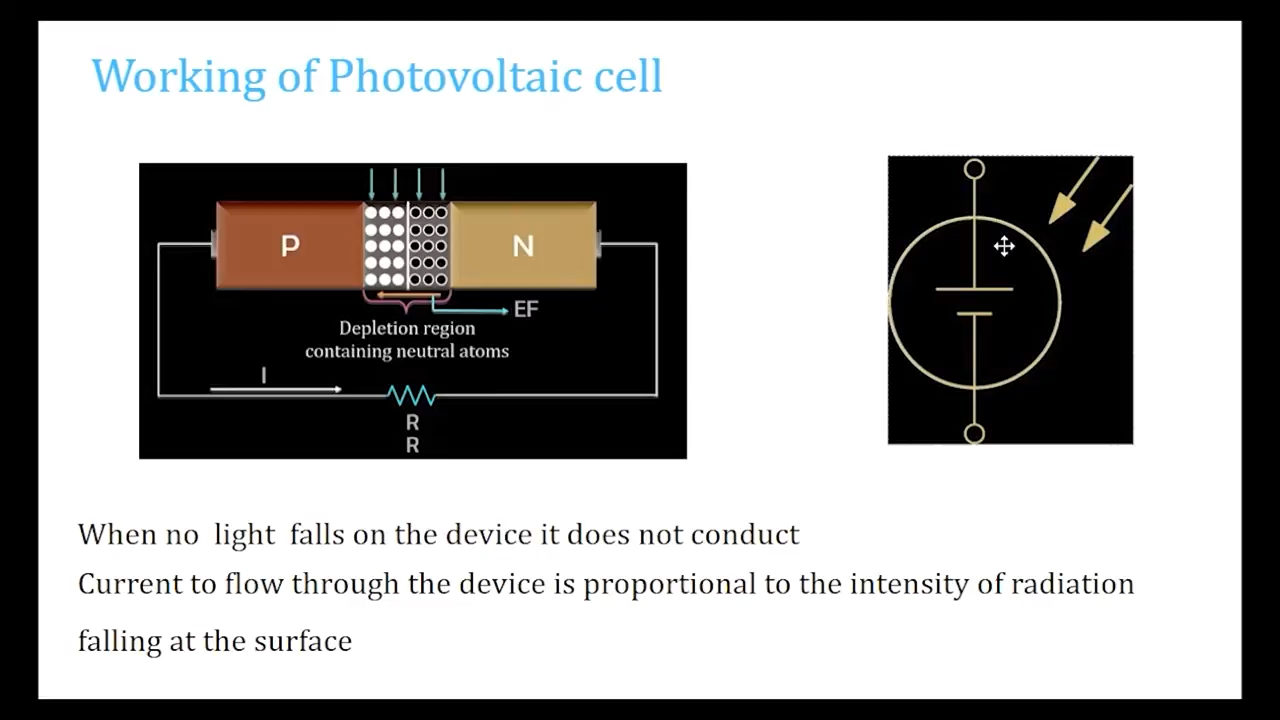 Working of Photovoltaic cell
P
N
EF
Depletion region
containing neutral atoms
I
R
R
When no light falls on the device it does not conduct
Current to flow through the device is proportional to the intensity of radiation
falling at the surface